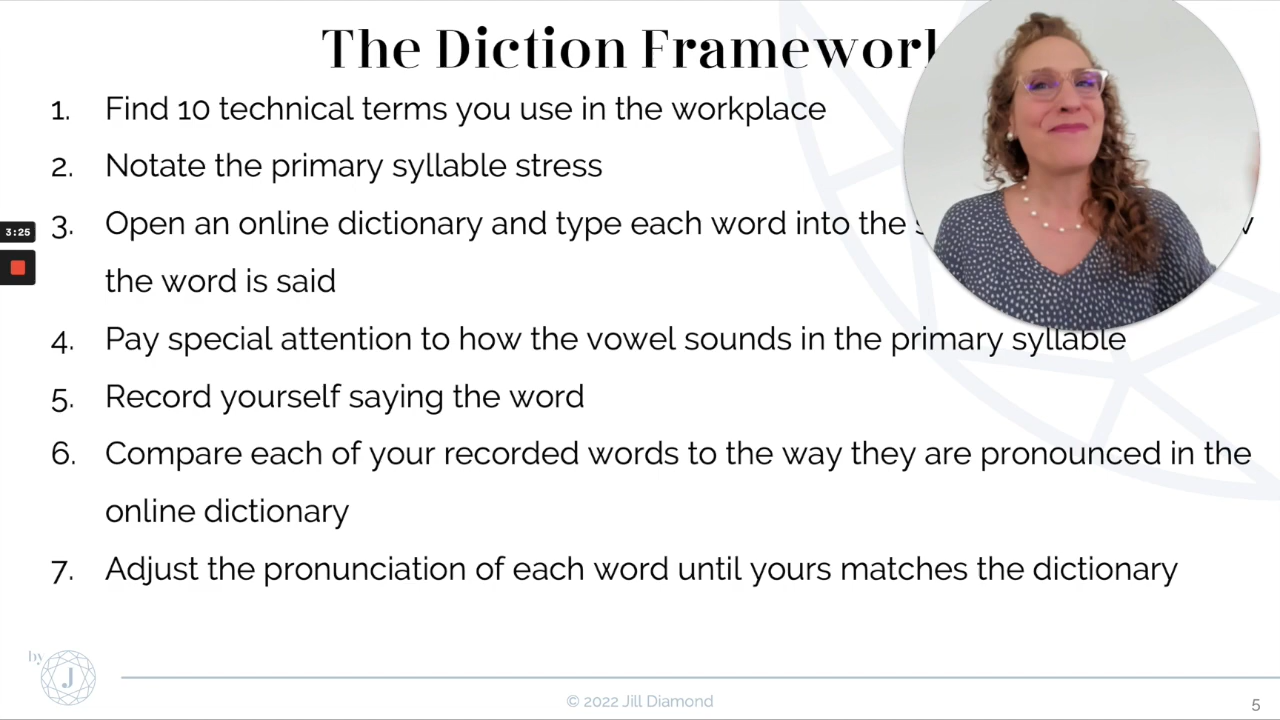 The Diction Framework
1. Find 10 technical terms you use in the workplace
2. Notate the primary syllable stress
3:25
3. Open an online dictionary and type each word into the
the word is said
4. Pay special attention to how the vowel sounds in the primary syllable
5. Record yourself saying the word
6. Compare each of your recorded words to the way they are pronounced in the
online dictionary
7. Adjust the pronunciation of each word until yours matches the dictionary
by
J
© 2022 Jill Diamond
5